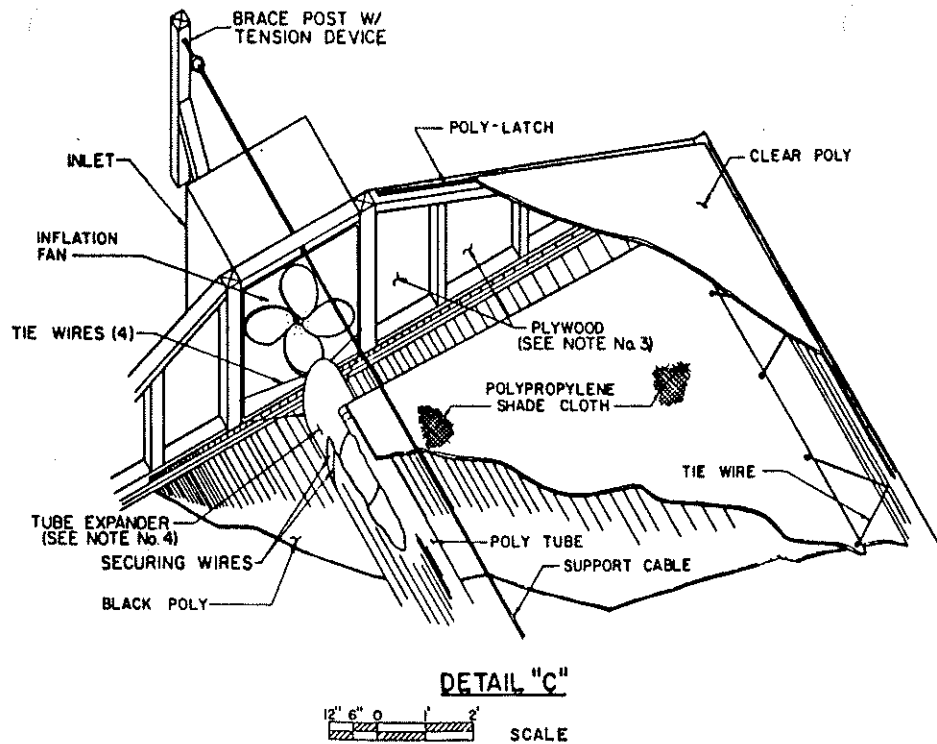 BRACE POST W/
TENSION DEVICE
POLY-LATCH
CLEAR POLY
INLET
INFLATION
FAN
TIE WIRES (4)
PLYWOOD
(SEE NOTE No.3)
POLYPROPYLENE
SHADE CLOTH
TIE WIRE
TUBE EXPANDER
(SEE NOTE No.4)
SECURING WIRES
POLY TUBE
SUPPORT CABLE
BLACK POLY
DETAIL "C"
12" 6" 0 1' 2'
SCALE